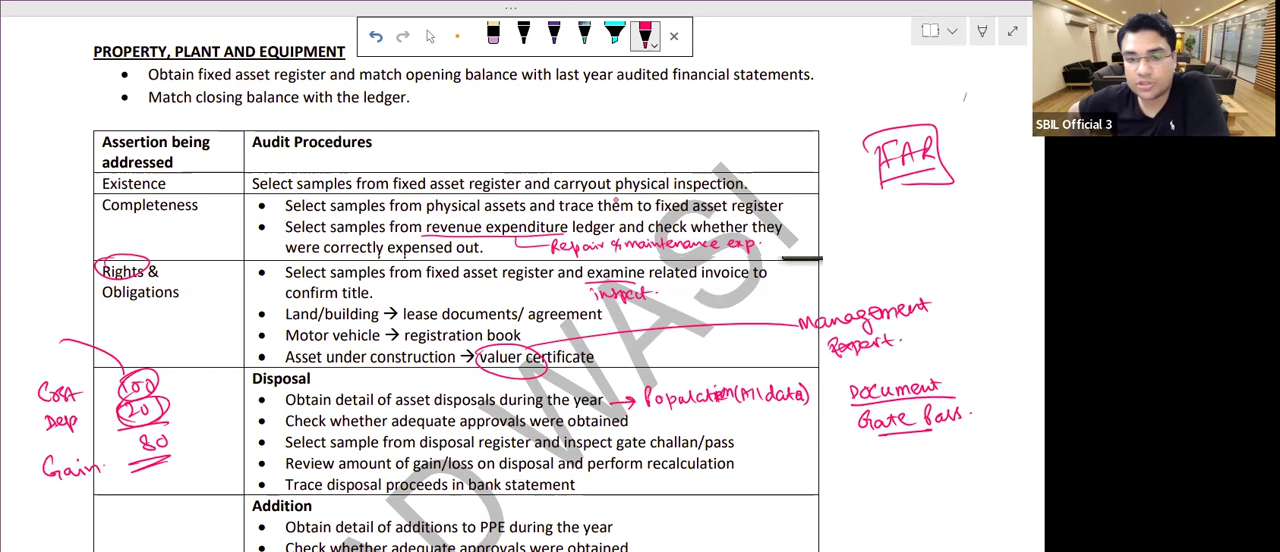 PROPERTY, PLANT AND EQUIPMENT
• Obtain fixed asset register and match opening balance with last year audited financial statements.
• Match closing balance with the ledger.
SBIL Official 3
FAR
Assertion being addressed
Audit Procedures
Existence
Select samples from fixed asset register and carryout physical inspection.
Completeness
• Select samples from physical assets and trace them to fixed asset register
• Select samples from revenue expenditure ledger and check whether they
were correctly expensed out.
Repair & maintenance exp.
Rights &
Obligations
• Select samples from fixed asset register and examine related invoice to
confirm title.
inspect.
• Land/building → lease documents/ agreement
• Motor vehicle → registration book
• Asset under construction → valuer certificate
Management
Expert.
Disposal
• Obtain detail of asset disposals during the year
→ Population (All data)
• Check whether adequate approvals were obtained
• Select sample from disposal register and inspect gate challan/pass
• Review amount of gain/loss on disposal and perform recalculation
• Trace disposal proceeds in bank statement
Document
Gate Pass.
Cost 100
Dep (20)
80
Gain.
Addition
• Obtain detail of additions to PPE during the year
• Check whether adequate approvals were obtained
D WASI